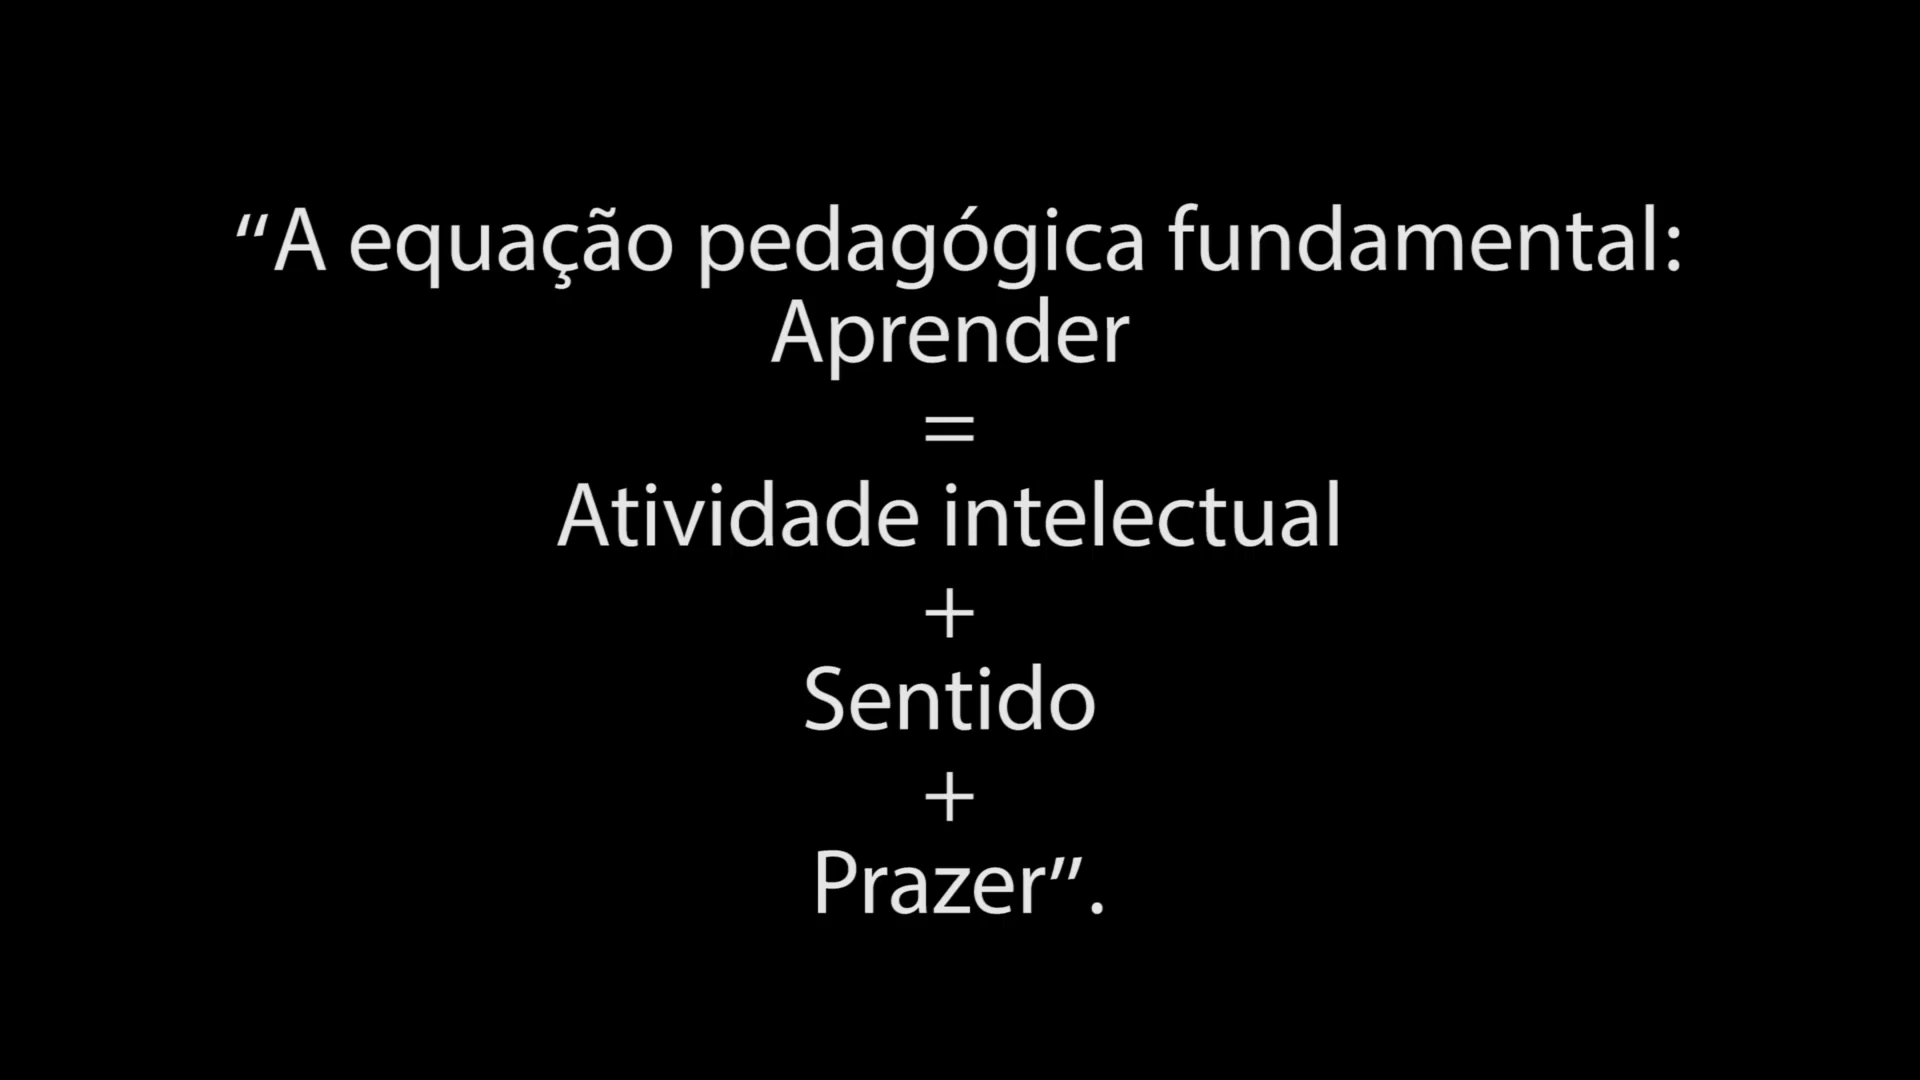 “A equação pedagógica fundamental:
Aprender
=
Atividade intelectual
+
Sentido
+
Prazer”.